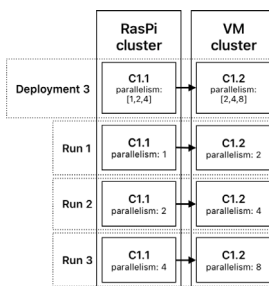 RasPi
cluster
VM
cluster
Deployment 3
C1.1
parallelism:
[1,2,4]
C1.2
parallelism:
[2,4,8]
Run 1
C1.1
parallelism: 1
C1.2
parallelism: 2
Run 2
C1.1
parallelism: 2
C1.2
parallelism: 4
Run 3
C1.1
parallelism: 4
C1.2
parallelism: 8